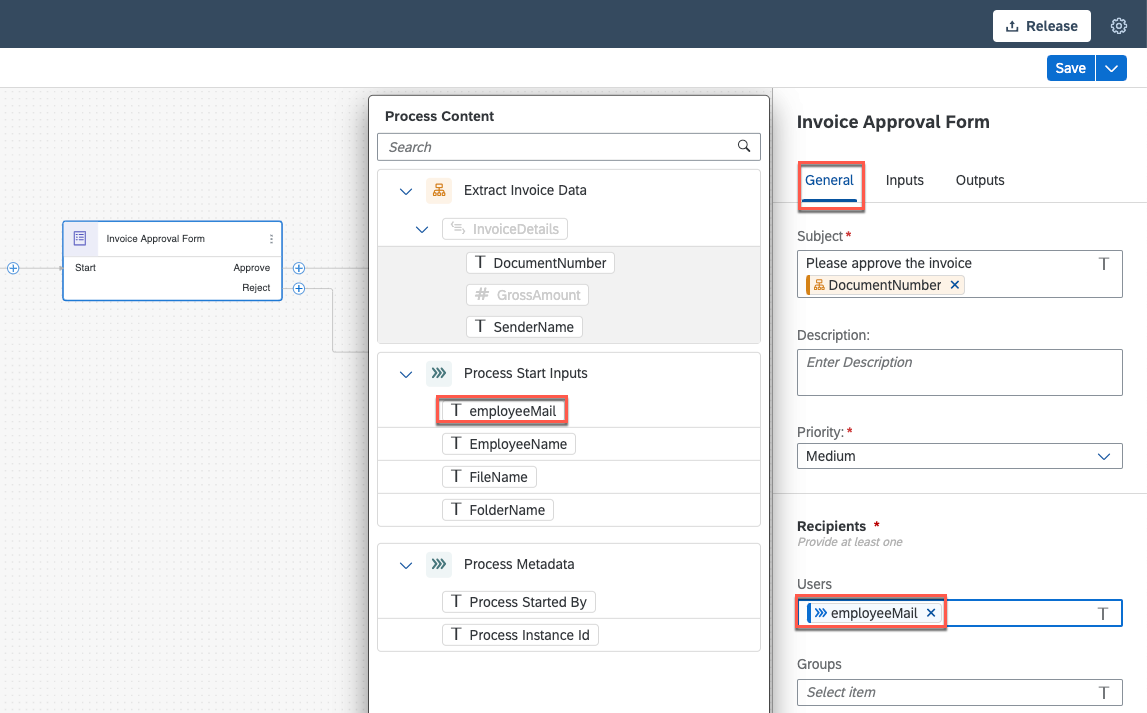 Release
Save
Invoice Approval Form
Start
Approve
Reject
Process Content
Search
Extract Invoice Data
InvoiceDetails
T DocumentNumber
# GrossAmount
T SenderName
Process Start Inputs
T employeeMail
T EmployeeName
T FileName
T FolderName
Process Metadata
T Process Started By
T Process Instance Id
Invoice Approval Form
General Inputs Outputs
Subject *
Please approve the invoice T
DocumentNumber ×
Description:
Enter Description
Priority: *
Medium
Recipients *
Provide at least one
Users
employeeMail × T
Groups
Select item T